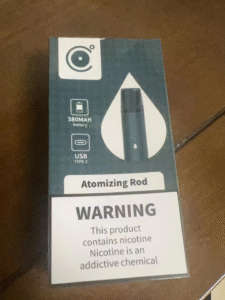 380MAH
Battery
USB
TYPE-C
Atomizing Rod
WARNING
This product
contains nicotine
Nicotine is an
addictive chemical